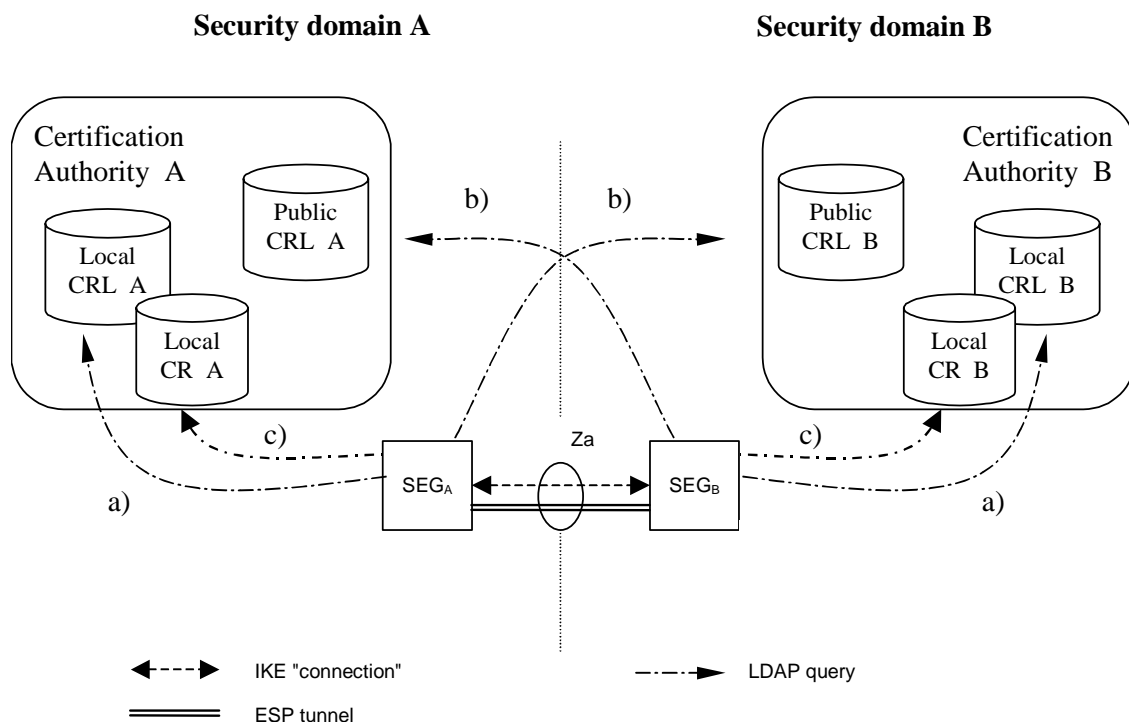 Security domain A
Security domain B
Certification
Authority A
Public
CRL A
Local
CRL A
Local
CR A
Certification
Authority B
Public
CRL B
Local
CRL B
Local
CR B
b)
b)
c)
a)
Za
c)
a)
SEGA
SEGB
IKE "connection"
LDAP query
ESP tunnel